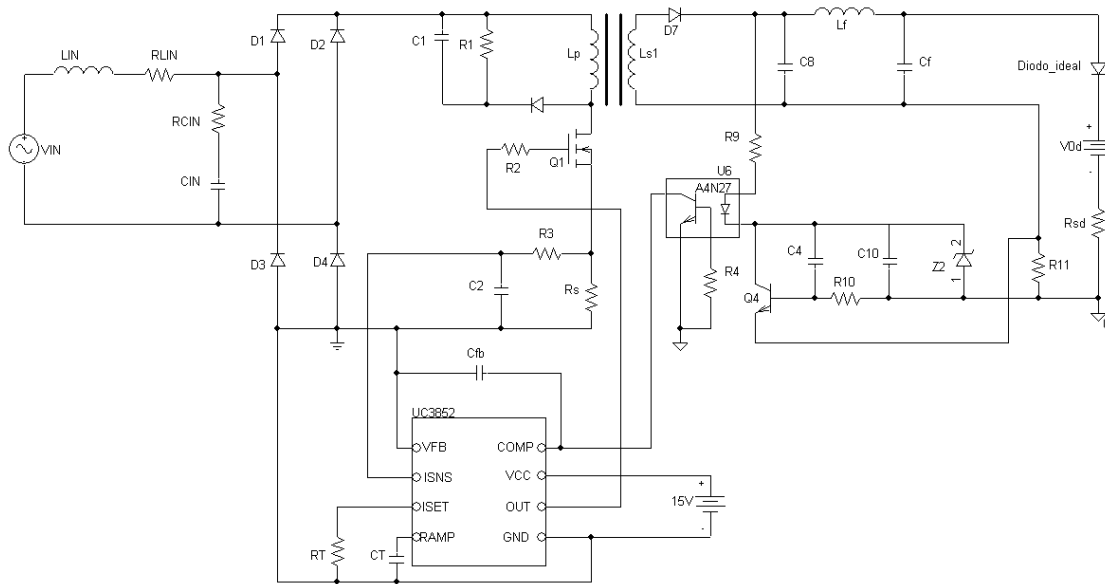 D1
D2
C1
R1
Lp
Ls1
D7
Lf
C8
Cf
Diodo_ideal
LIN
RLIN
RCIN
+
VIN
CIN
R2
Q1
R9
U6
A4N27
+
V0d
-
Rsd
D3
D4
R3
C2
Rs
R4
C4
C10
Z2
2
1
R10
Q4
R11
Cfb
UC3852
VFB
COMP
ISNS
VCC
ISET
OUT
RAMP
GND
+
15V
-
RT
CT